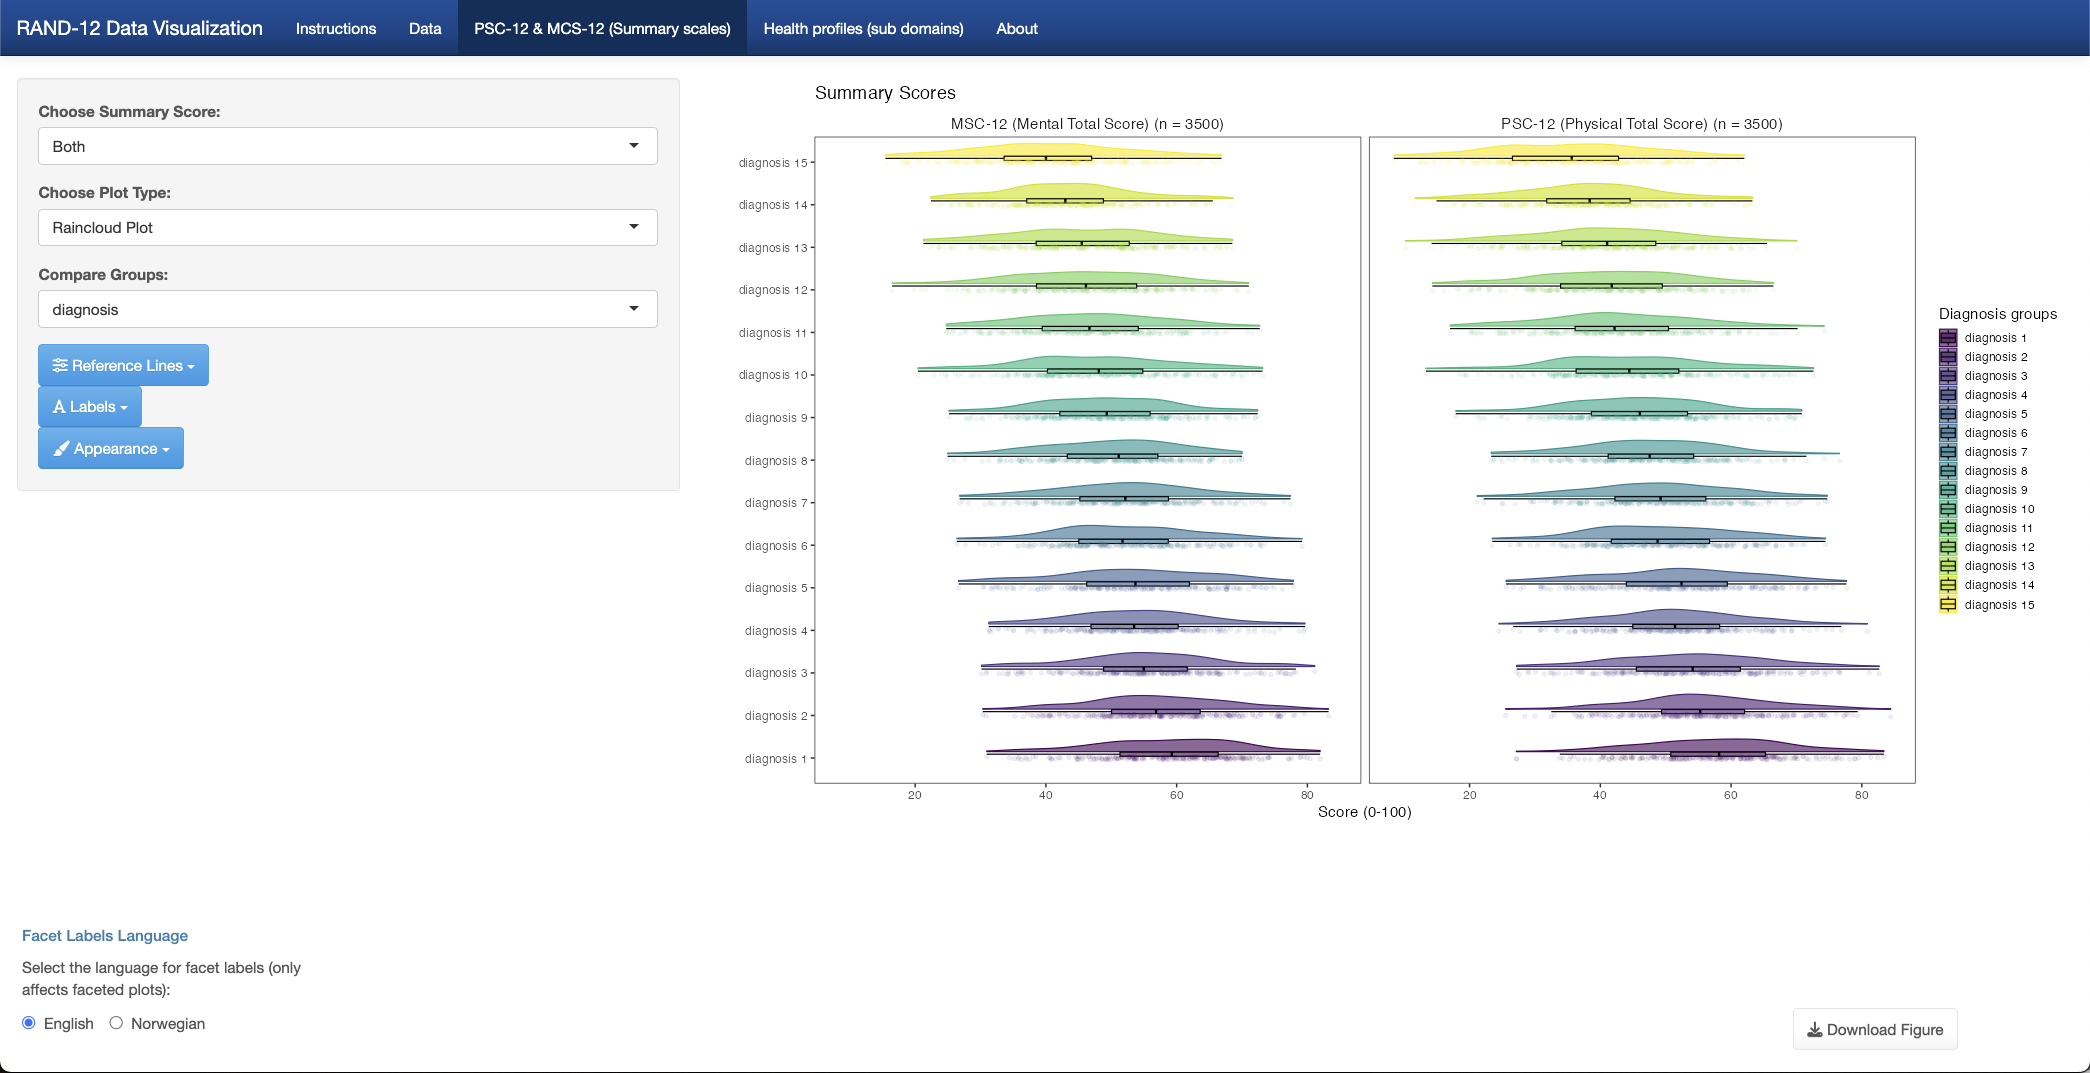 RAND-12 Data Visualization
Instructions
Data
PSC-12 & MCS-12 (Summary scales)
Health profiles (sub domains)
About
Choose Summary Score:
Both
Choose Plot Type:
Raincloud Plot
Compare Groups:
diagnosis
Reference Lines
Labels
Appearance
Summary Scores
MSC-12 (Mental Total Score) (n = 3500)
PSC-12 (Physical Total Score) (n = 3500)
diagnosis 15
diagnosis 14
diagnosis 13
diagnosis 12
diagnosis 11
diagnosis 10
diagnosis 9
diagnosis 8
diagnosis 7
diagnosis 6
diagnosis 5
diagnosis 4
diagnosis 3
diagnosis 2
diagnosis 1
20 40 60 80
20 40 60 80
Score (0-100)
Diagnosis groups
diagnosis 1
diagnosis 2
diagnosis 3
diagnosis 4
diagnosis 5
diagnosis 6
diagnosis 7
diagnosis 8
diagnosis 9
diagnosis 10
diagnosis 11
diagnosis 12
diagnosis 13
diagnosis 14
diagnosis 15
Facet Labels Language
Select the language for facet labels (only
affects faceted plots):
English
Norwegian
Download Figure